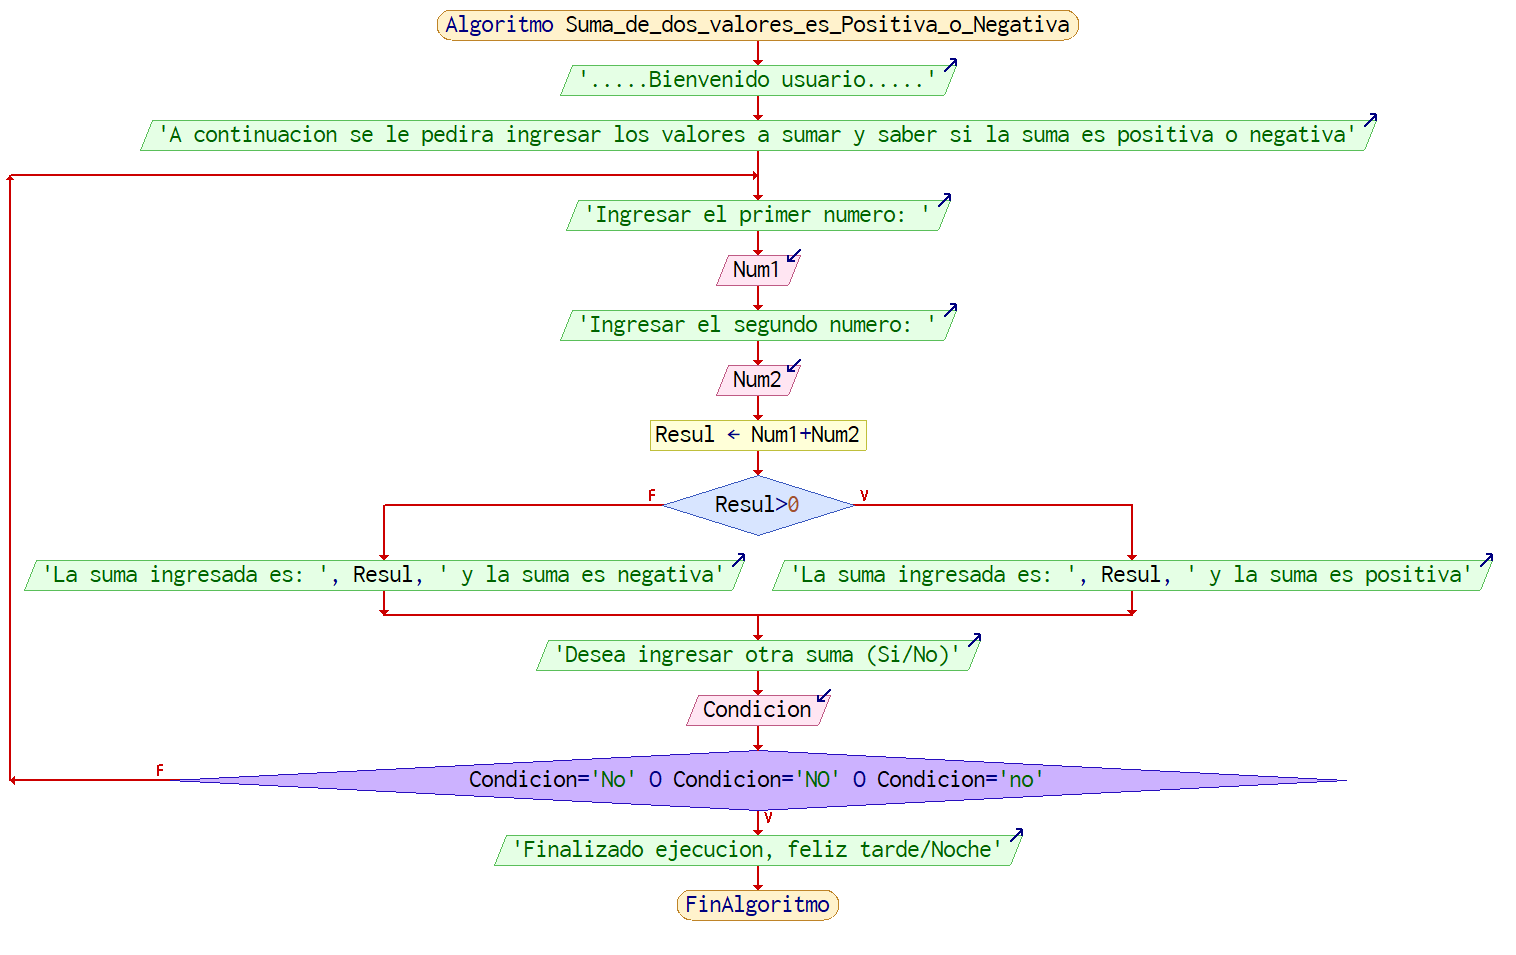 Algoritmo Suma_de_dos_valores_es_Positiva_o_Negativa
'.....Bienvenido usuario.....'
'A continuacion se le pedira ingresar los valores a sumar y saber si la suma es positiva o negativa'
'Ingresar el primer numero: '
Num1
'Ingresar el segundo numero: '
Num2
Resul ← Num1+Num2
F
Resul>0
V
'La suma ingresada es: ', Resul, ' y la suma es negativa'
'La suma ingresada es: ', Resul, ' y la suma es positiva'
'Desea ingresar otra suma (Si/No)'
Condicion
F
Condicion='No' O Condicion='NO' O Condicion='no'
V
'Finalizado ejecucion, feliz tarde/Noche'
FinAlgoritmo